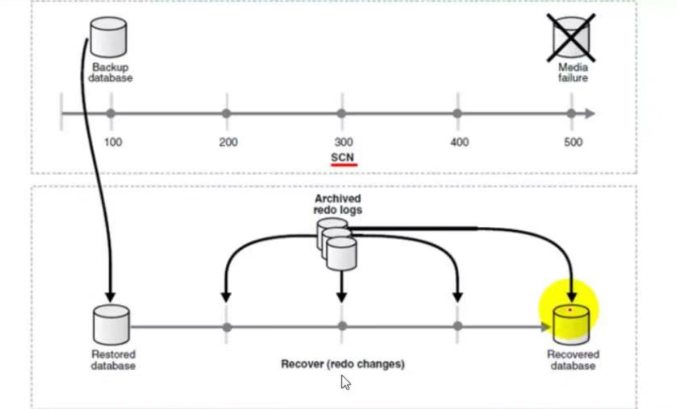 Backup
database
Media
failure
100
200
300
400
500
SCN
Archived
redo logs
Restored
database
Recover (redo changes)
Recovered
database